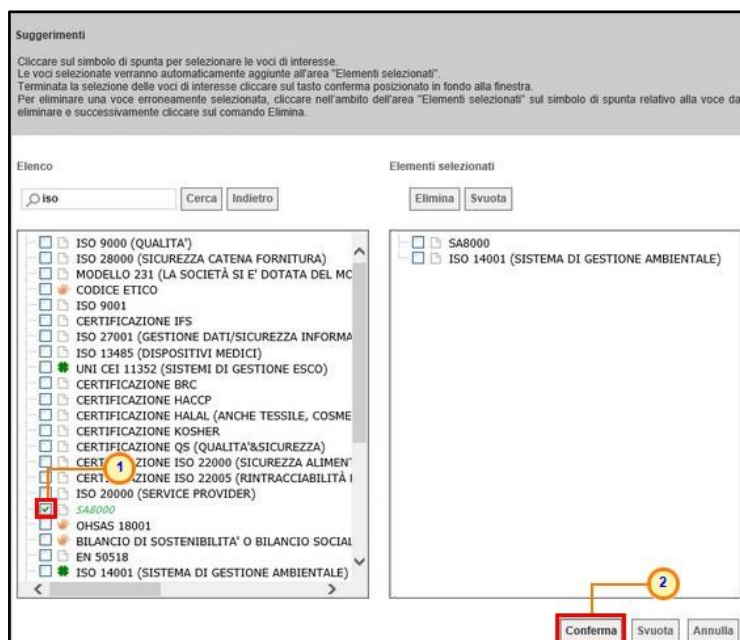 Suggerimenti
Cliccare sul simbolo di spunta per selezionare le voci di interesse.
Le voci selezionate verranno automaticamente aggiunte all'area "Elementi selezionati".
Terminata la selezione delle voci di interesse cliccare sul tasto conferma posizionato in fondo alla finestra.
Per eliminare una voce erroneamente selezionata, cliccare nell'ambito dell'area "Elementi selezionati" sul simbolo di spunta relativo alla voce da
eliminare e successivamente cliccare sul comando Elimina.
Elenco
iso Cerca Indietro
ISO 9000 (QUALITA')
ISO 28000 (SICUREZZA CATENA FORNITURA)
MODELLO 231 (LA SOCIETÀ SI E' DOTATA DEL MC
CODICE ETICO
ISO 9001
CERTIFICAZIONE IFS
ISO 27001 (GESTIONE DATI/SICUREZZA INFORMA
ISO 13485 (DISPOSITIVI MEDICI)
UNI CEI 11352 (SISTEMI DI GESTIONE ESCO)
CERTIFICAZIONE BRC
CERTIFICAZIONE HACCP
CERTIFICAZIONE HALAL (ANCHE TESSILE, COSME
CERTIFICAZIONE KOSHER
CERTIFICAZIONE QS (QUALITA'&SICUREZZA)
CERT ZIONE ISO 22000 (SICUREZZA ALIMENT
CERT ZIONE ISO 22005 (RINTRACCIABILITÀ
1
ISO 20000 (SERVICE PROVIDER)
SA8000
OHSAS 18001
BILANCIO DI SOSTENIBILITA' O BILANCIO SOCIAL
EN 50518
ISO 14001 (SISTEMA DI GESTIONE AMBIENTALE)
Elementi selezionati
Elimina Svuota
SA8000
ISO 14001 (SISTEMA DI GESTIONE AMBIENTALE)
2
Conferma Svuota Annulla